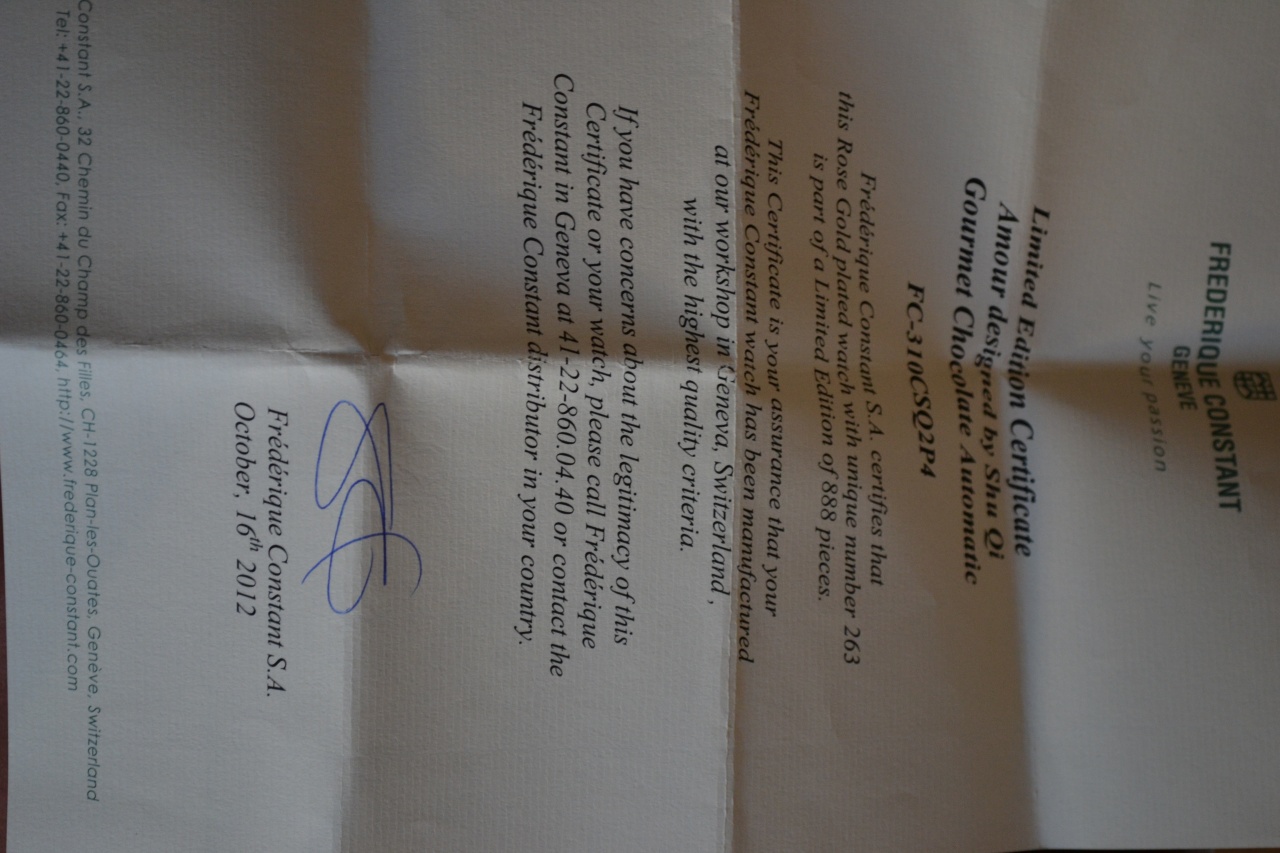 FREDERIQUE CONSTANT
GENEVE
Live your passion
Limited Edition Certificate
Amour designed by Shu Qi
Gourmet Chocolate Automatic
FC-310CSQ2P4
Frédérique Constant S.A. certifies that
this Rose Gold plated watch with unique number 263
is part of a Limited Edition of 888 pieces.
This Certificate is your assurance that your
Frédérique Constant watch has been manufactured
at our workshop in Geneva, Switzerland,
with the highest quality criteria.
If you have concerns about the legitimacy of this
Certificate or your watch, please call Frédérique
Constant in Geneva at 41-22-860.04.40 or contact the
Frédérique Constant distributor in your country.
Frédérique Constant S.A.
October, 16th 2012
Constant S.A., 32 Chemin du Champ des Filles, CH-1228 Plan-les-Ouates, Genève, Switzerland
Tel: +41-22-860-0440, Fax: +41-22-860-0464, http://www.frederique-constant.com